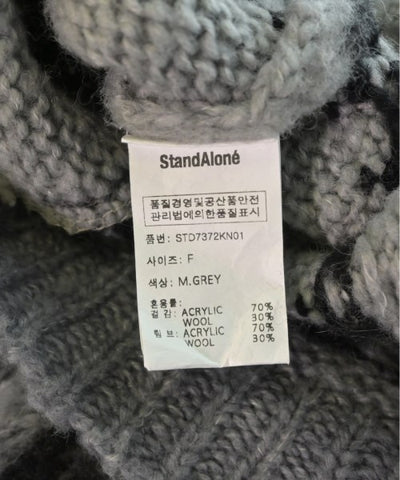 StandAloné
품질경영및공산품안전
관리법에의한품질표시
품번: STD7372KN01
사이즈: F
색상: M.GREY
혼용률:
겉 감: ACRYLIC 70%
WOOL 30%
립 브: ACRYLIC 70%
WOOL 30%